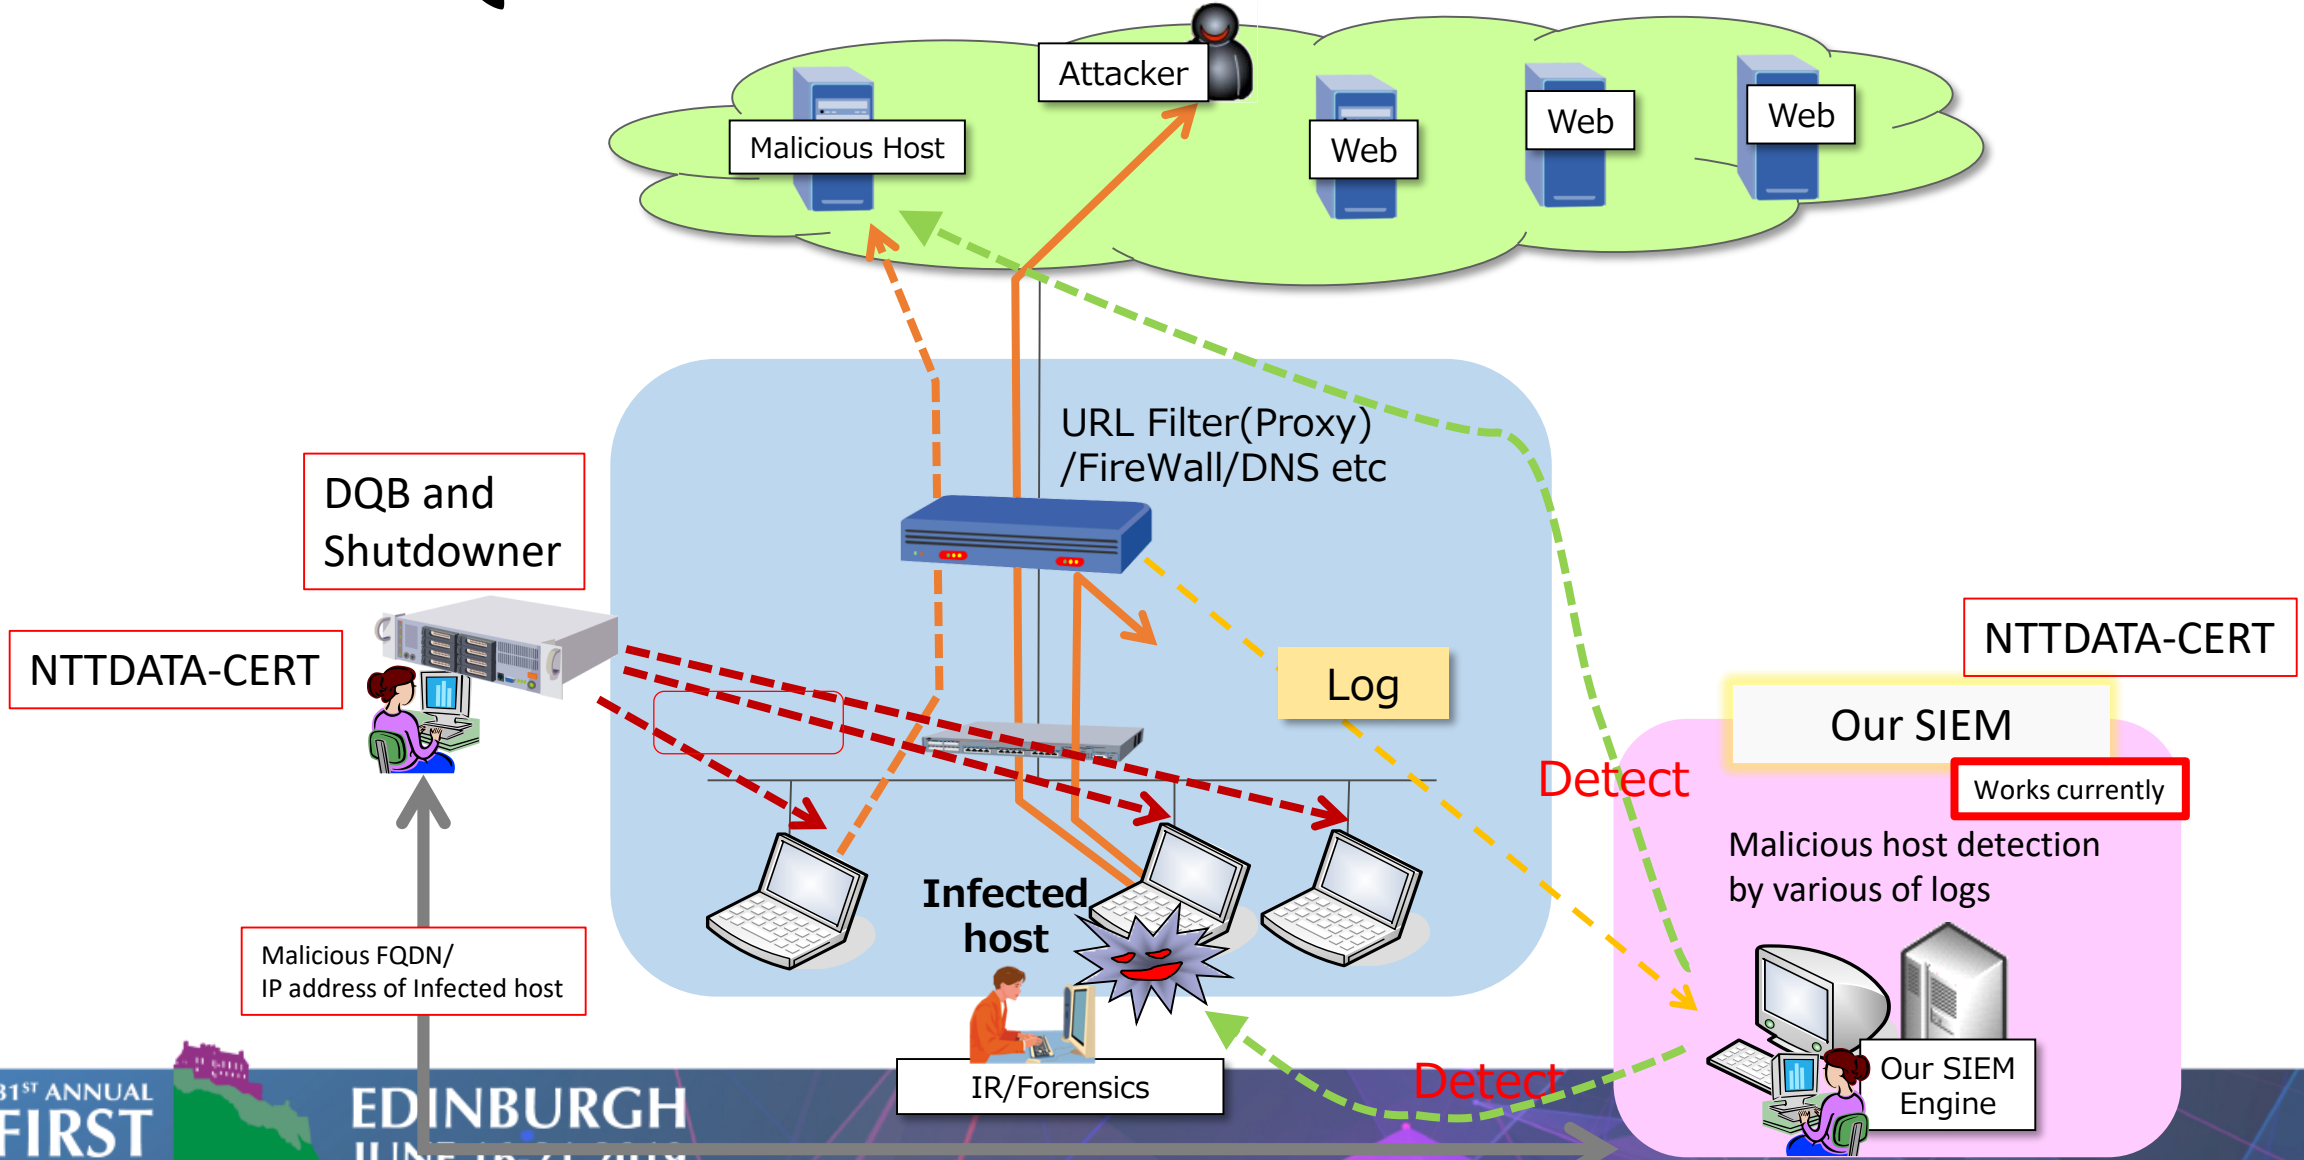 Attacker
Malicious Host
Web
Web
Web
URL Filter(Proxy)
/FireWall/DNS etc
DQB and
Shutdowner
NTTDATA-CERT
NTTDATA-CERT
Log
Our SIEM
Works currently
Detect
Malicious host detection
by various of logs
Infected
host
Malicious FQDN/
IP address of Infected host
IR/Forensics
Detect
Our SIEM
Engine
31ST ANNUAL
FIRST
EDINBURGH